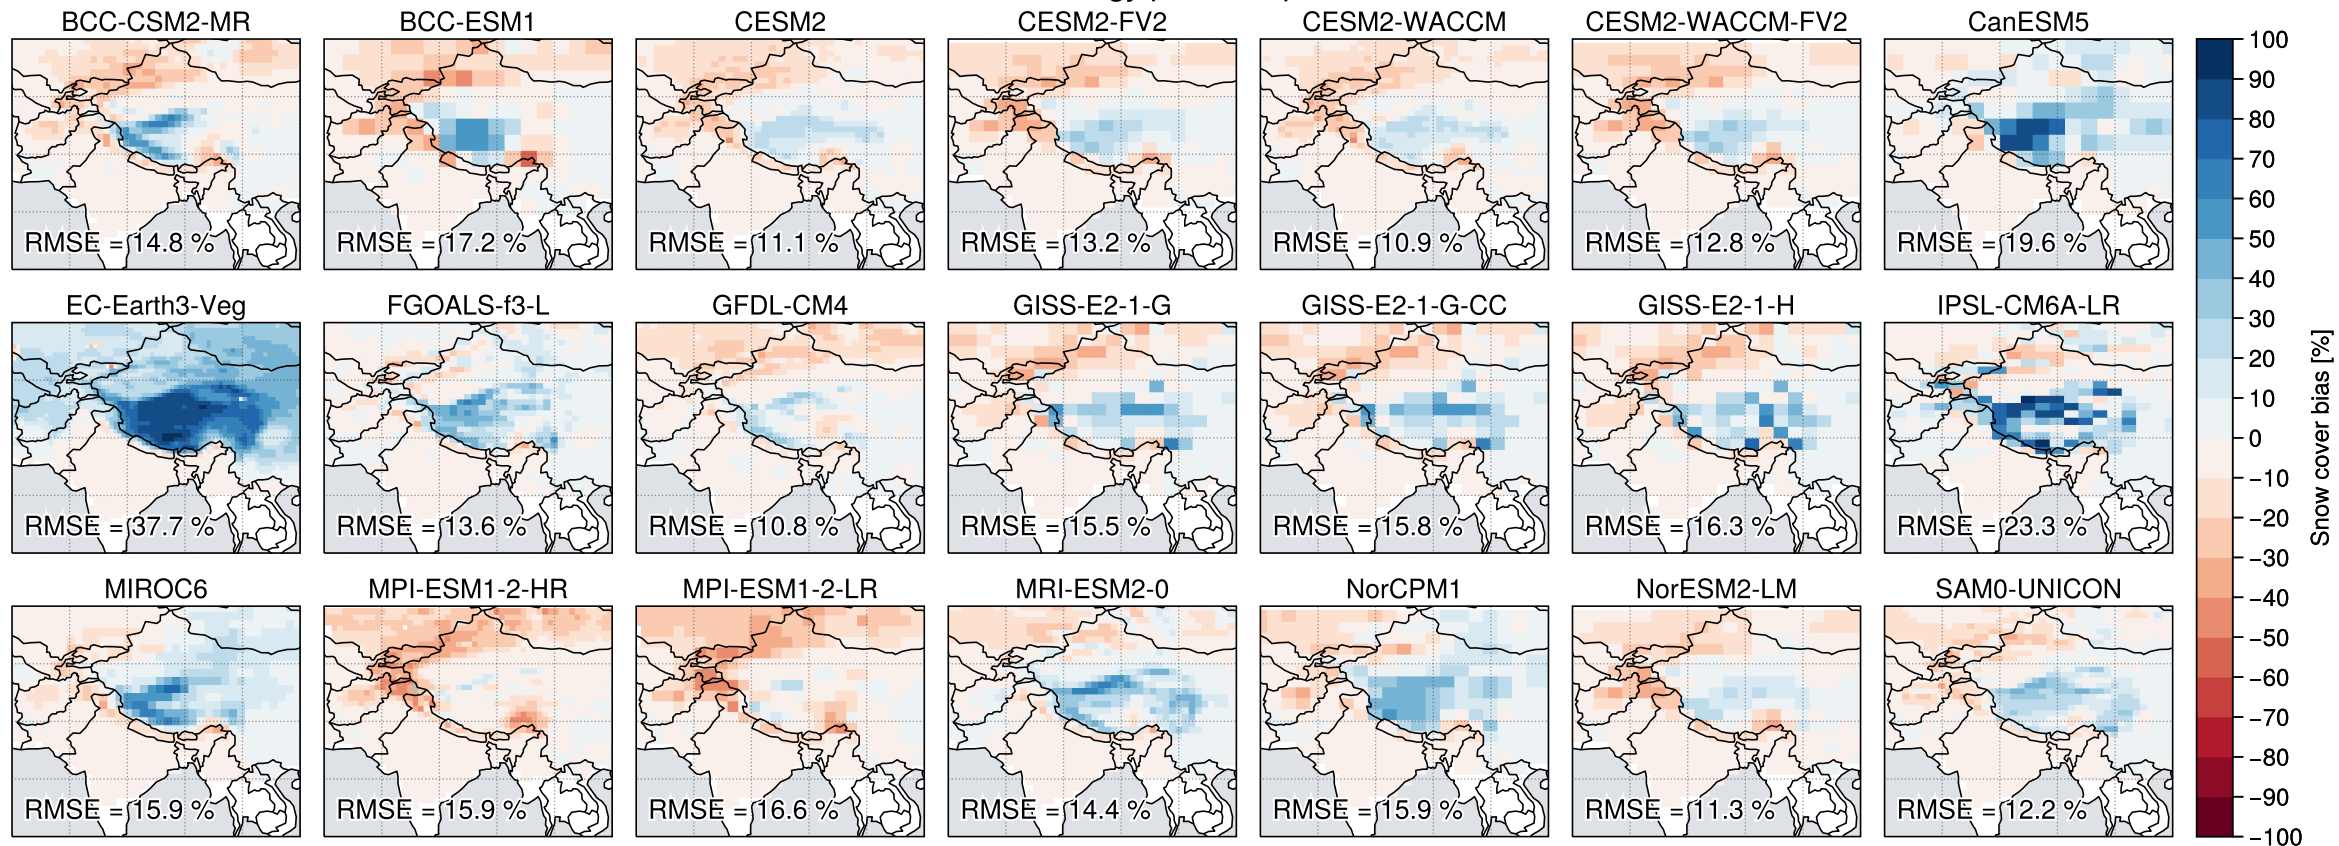 BCC-CSM2-MR
BCC-ESM1
CESM2
CESM2-FV2
CESM2-WACCM
CESM2-WACCM-FV2
CanESM5
RMSE = 14.8 %
RMSE = 17.2 %
RMSE = 11.1 %
RMSE = 13.2 %
RMSE = 10.9 %
RMSE = 12.8 %
RMSE = 19.6 %
EC-Earth3-Veg
FGOALS-f3-L
GFDL-CM4
GISS-E2-1-G
GISS-E2-1-G-CC
GISS-E2-1-H
IPSL-CM6A-LR
RMSE = 37.7 %
RMSE = 13.6 %
RMSE = 10.8 %
RMSE = 15.5 %
RMSE = 15.8 %
RMSE = 16.3 %
RMSE = 23.3 %
MIROC6
MPI-ESM1-2-HR
MPI-ESM1-2-LR
MRI-ESM2-0
NorCPM1
NorESM2-LM
SAM0-UNICON
RMSE = 15.9 %
RMSE = 15.9 %
RMSE = 16.6 %
RMSE = 14.4 %
RMSE = 15.9 %
RMSE = 11.3 %
RMSE = 12.2 %
100
90
80
70
60
50
40
30
20
10
0
−10
−20
−30
−40
−50
−60
−70
−80
−90
−100
Snow cover bias [%]